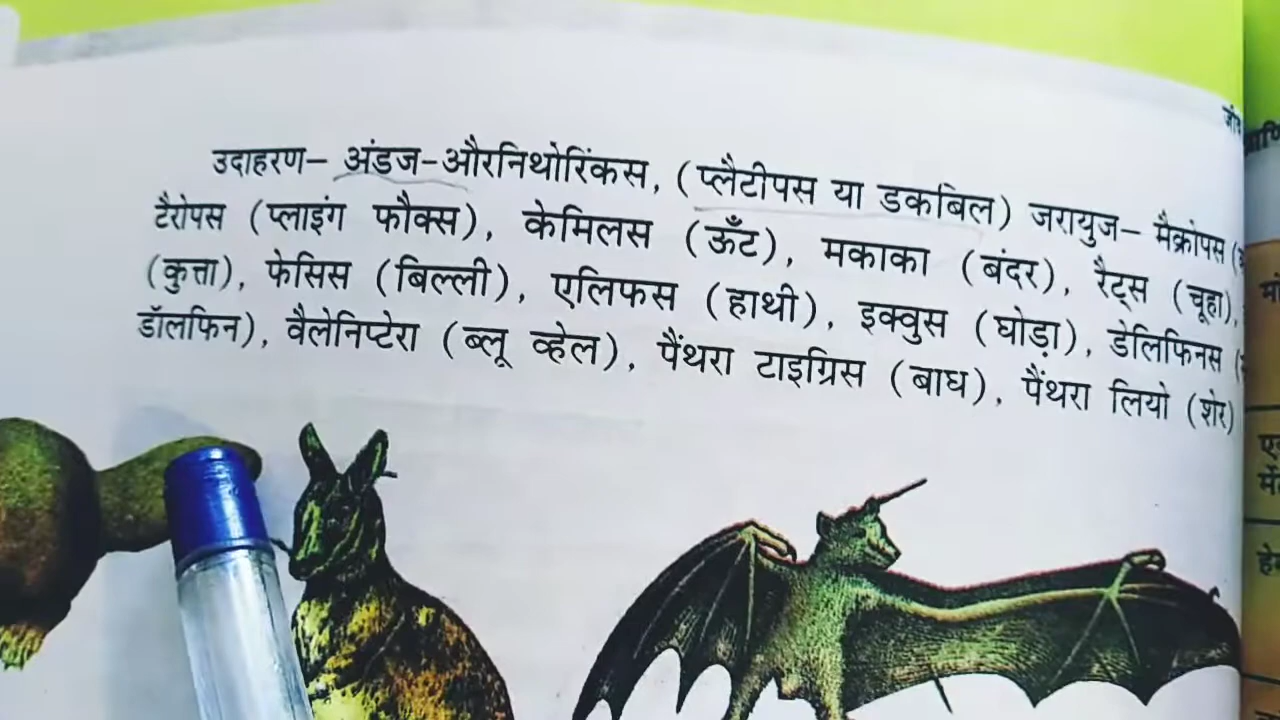 उदाहरण– अंडज–औरनिथोरिंकस, (प्लैटीपस या डकबिल) जरायुज– मैक्रोपस
टैरोपस (प्लाइंग फौक्स), केमिलस (ऊँट), मकाका (बंदर), रैट्स (चूहा),
(कुत्ता), फेसिस (बिल्ली), एलिफस (हाथी), इक्वुस (घोड़ा), डेलिफिनस
डॉलफिन), वैलेनिप्टेरा (ब्लू व्हेल), पैंथरा टाइग्रिस (बाघ), पैंथरा लियो (शेर)